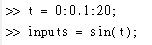 >> t = 0:0.1:20;
>> inputs = sin(t);